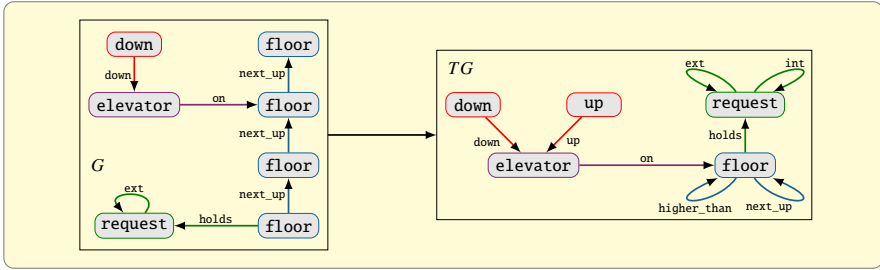 down
floor
down
next_up
elevator
on
floor
next_up
G
floor
ext
next_up
request
holds
floor
TG
ext
int
down
up
request
down
up
holds
elevator
on
floor
higher_than
next_up